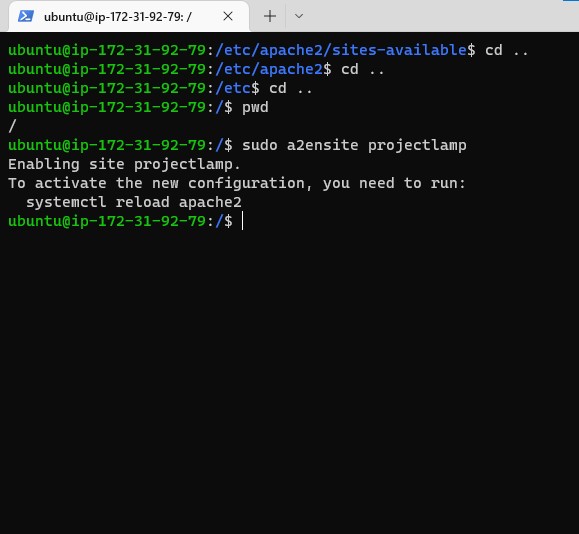 ubuntu@ip-172-31-92-79: /
ubuntu@ip-172-31-92-79:/etc/apache2/sites-available$ cd ..
ubuntu@ip-172-31-92-79:/etc/apache2$ cd ..
ubuntu@ip-172-31-92-79:/etc$ cd ..
ubuntu@ip-172-31-92-79:/$ pwd
/
ubuntu@ip-172-31-92-79:/$ sudo a2ensite projectlamp
Enabling site projectlamp.
To activate the new configuration, you need to run:
  systemctl reload apache2
ubuntu@ip-172-31-92-79:/$